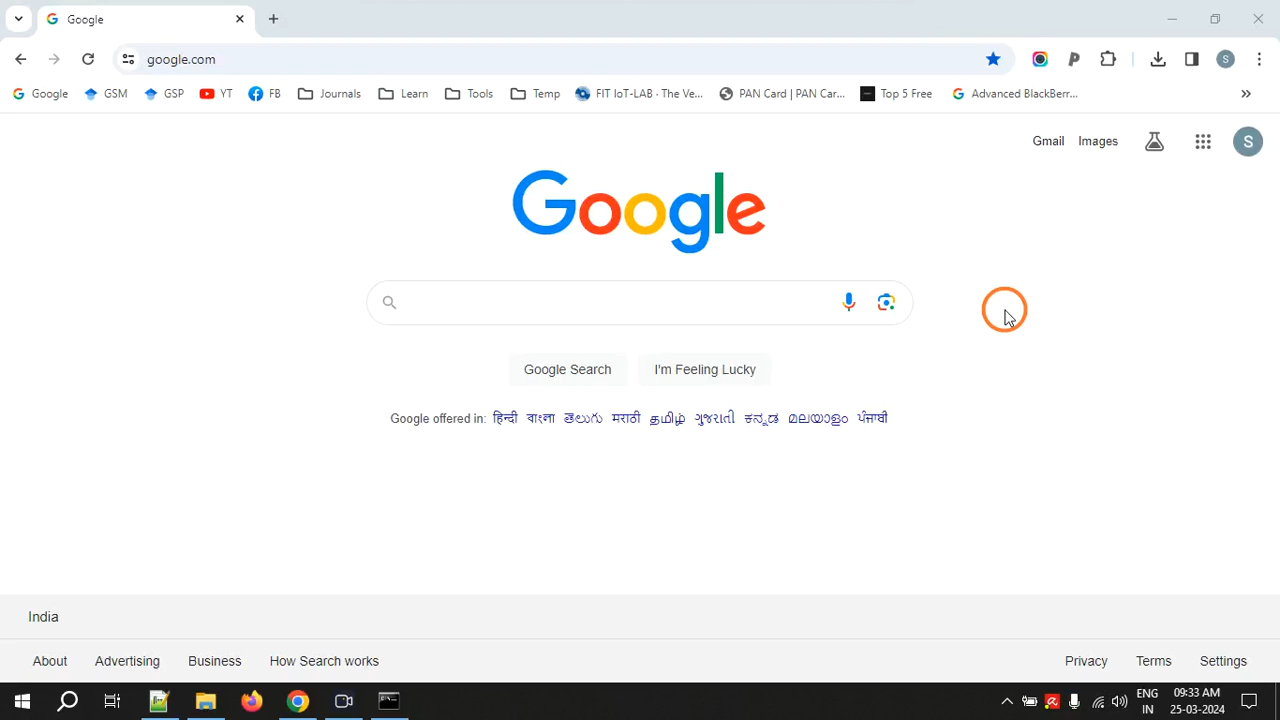 Google
google.com
Google GSM GSP YT FB Journals Learn Tools Temp FIT IoT-LAB · The Ve... PAN Card | PAN Car... Top 5 Free Advanced BlackBerr...
Gmail Images S
Google
Google Search I'm Feeling Lucky
Google offered in: हिन्दी বাংলা తెలుగు मराठी தமிழ் ગુજરાતી ಕನ್ನಡ മലയാളം ਪੰਜਾਬੀ
India
About Advertising Business How Search works Privacy Terms Settings
ENG 09:33 AM
IN 25-03-2024